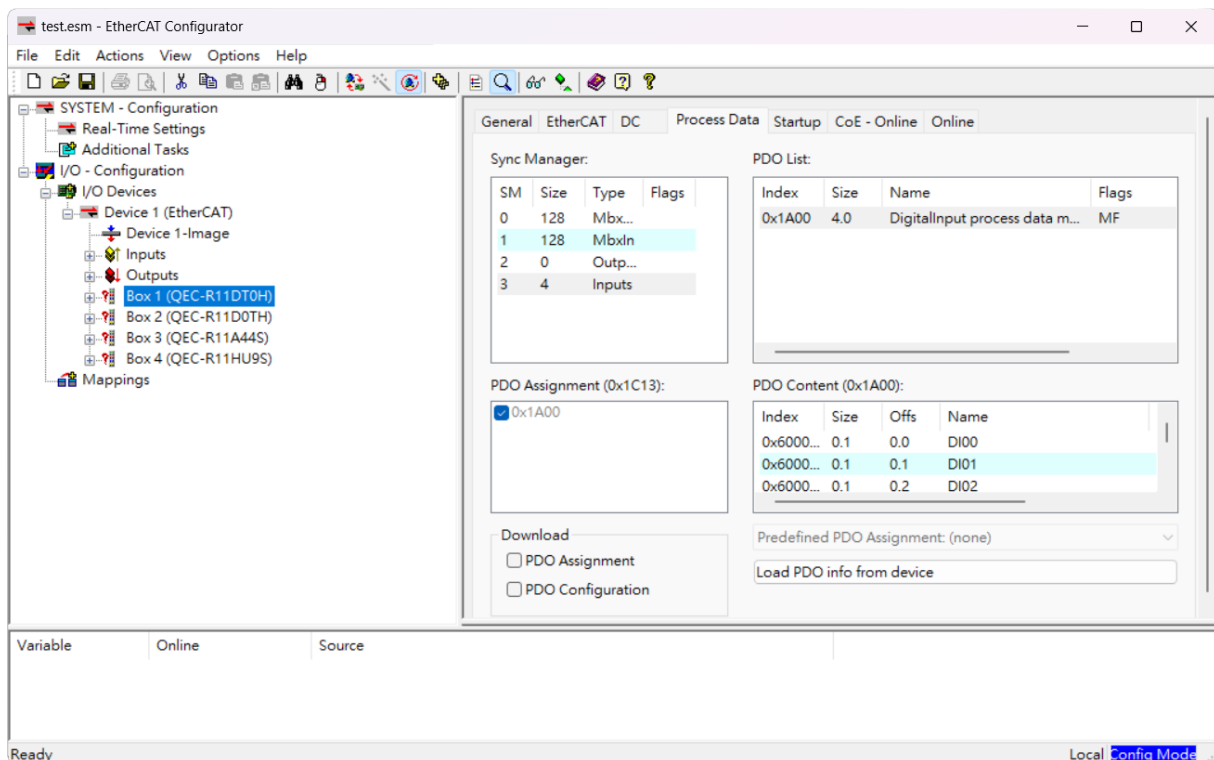 test.esm - EtherCAT Configurator
File Edit Actions View Options Help
SYSTEM - Configuration
Real-Time Settings
Additional Tasks
I/O - Configuration
I/O Devices
Device 1 (EtherCAT)
Device 1-Image
Inputs
Outputs
Box 1 (QEC-R11DT0H)
Box 2 (QEC-R11D0TH)
Box 3 (QEC-R11A44S)
Box 4 (QEC-R11HU9S)
Mappings
General EtherCAT DC Process Data Startup CoE - Online Online
Sync Manager:
SM Size Type Flags
0 128 Mbx...
1 128 MbxIn
2 0 Outp...
3 4 Inputs
PDO List:
Index Size Name Flags
0x1A00 4.0 DigitalInput process data m... MF
PDO Assignment (0x1C13):
0x1A00
PDO Content (0x1A00):
Index Size Offs Name
0x6000... 0.1 0.0 DI00
0x6000... 0.1 0.1 DI01
0x6000... 0.1 0.2 DI02
Download
PDO Assignment
PDO Configuration
Predefined PDO Assignment: (none)
Load PDO info from device
Variable Online Source
Ready Local Config Mode